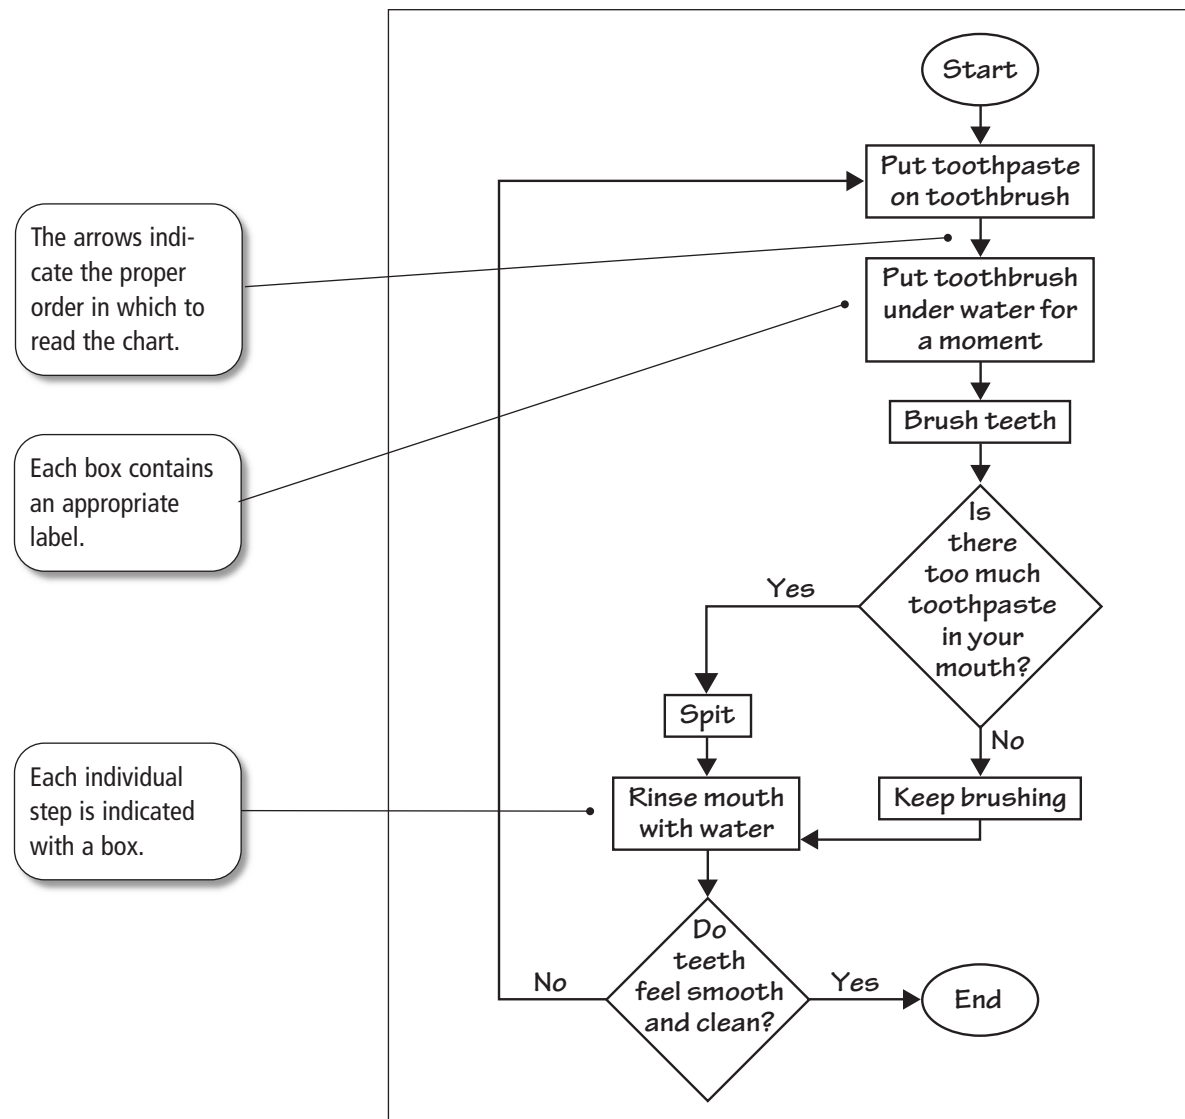 Start
Put toothpaste
on toothbrush
The arrows indi-
cate the proper
order in which to
read the chart.
Put toothbrush
under water for
a moment
Brush teeth
Each box contains
an appropriate
label.
Is
there
too much
toothpaste
in your
mouth?
Yes
Spit
No
Each individual
step is indicated
with a box.
Rinse mouth
with water
Keep brushing
Do
teeth
feel smooth
and clean?
No
Yes
End